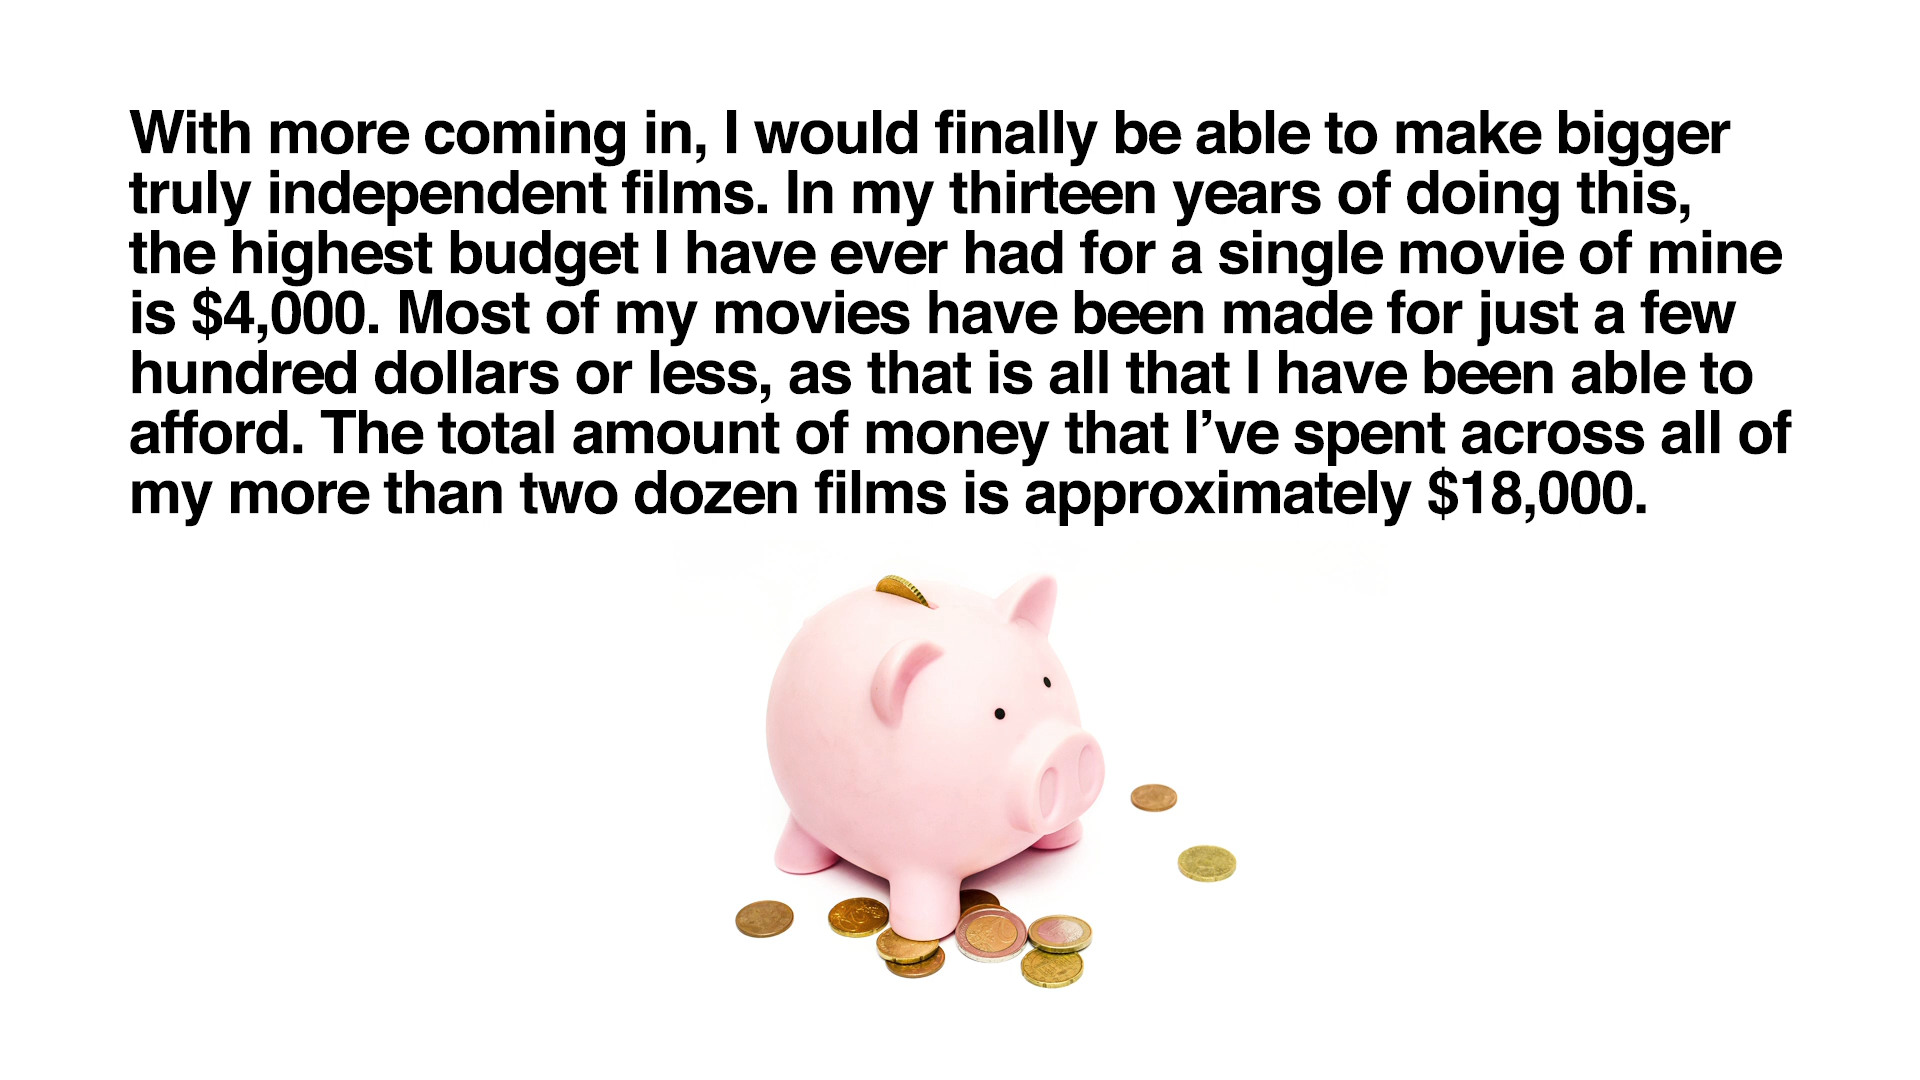 With more coming in, I would finally be able to make bigger
truly independent films. In my thirteen years of doing this,
the highest budget I have ever had for a single movie of mine
is $4,000. Most of my movies have been made for just a few
hundred dollars or less, as that is all that I have been able to
afford. The total amount of money that I’ve spent across all of
my more than two dozen films is approximately $18,000.